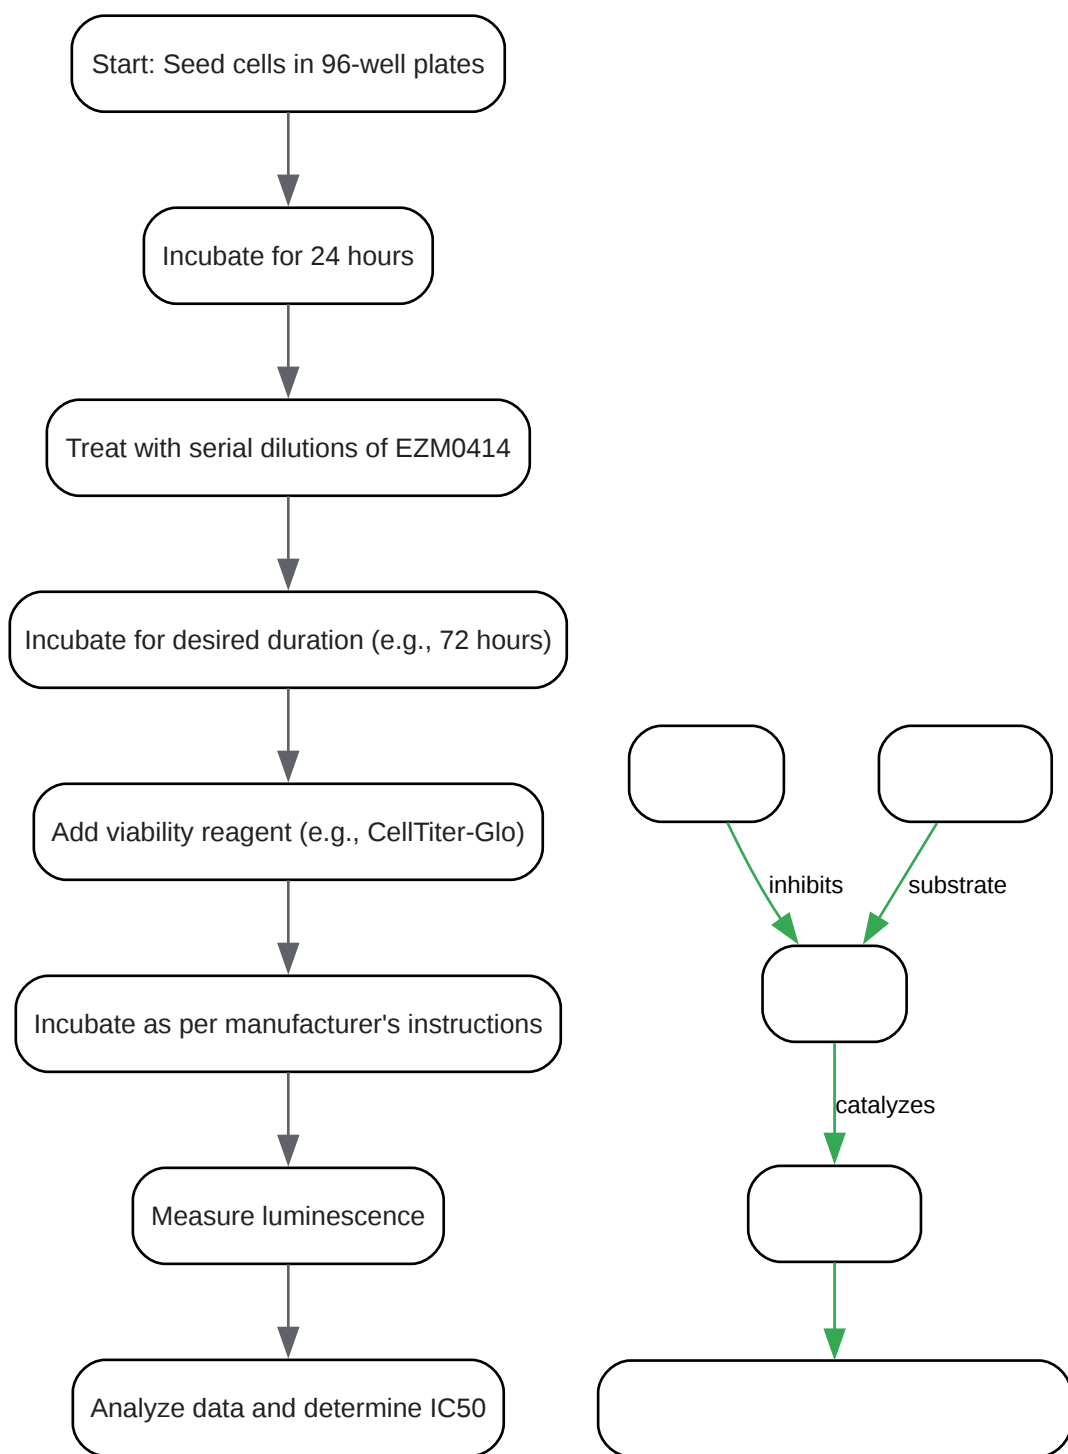 Start: Seed cells in 96-well plates
Incubate for 24 hours
Treat with serial dilutions of EZM0414
Incubate for desired duration (e.g., 72 hours)
Add viability reagent (e.g., CellTiter-Glo)
Incubate as per manufacturer's instructions
Measure luminescence
Analyze data and determine IC50
inhibits
substrate
catalyzes